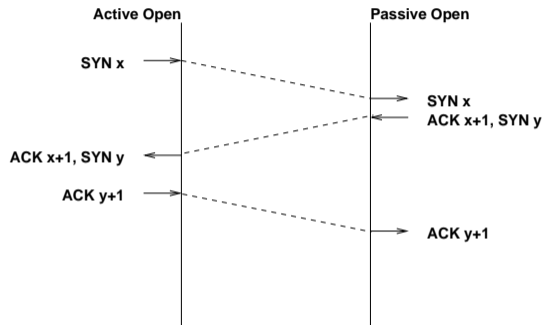 Active Open
Passive Open
SYN x
SYN x
ACK x+1, SYN y
ACK x+1, SYN y
ACK y+1
ACK y+1